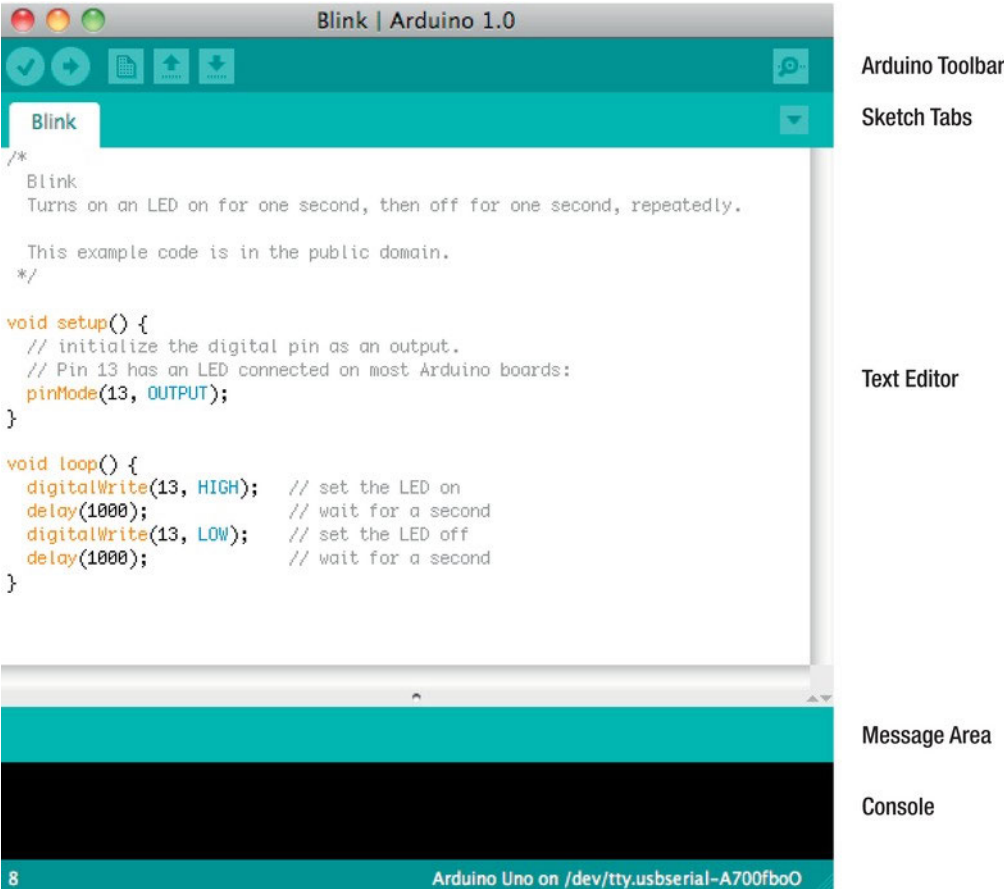 Blink | Arduino 1.0
Arduino Toolbar
Blink
Sketch Tabs
/*
  Blink
  Turns on an LED on for one second, then off for one second, repeatedly.

  This example code is in the public domain.
 */

void setup() {
  // initialize the digital pin as an output.
  // Pin 13 has an LED connected on most Arduino boards:
  pinMode(13, OUTPUT);
}
Text Editor

void loop() {
  digitalWrite(13, HIGH);   // set the LED on
  delay(1000);              // wait for a second
  digitalWrite(13, LOW);    // set the LED off
  delay(1000);              // wait for a second
}
Message Area
Console
8
Arduino Uno on /dev/tty.usbserial-A700fboO